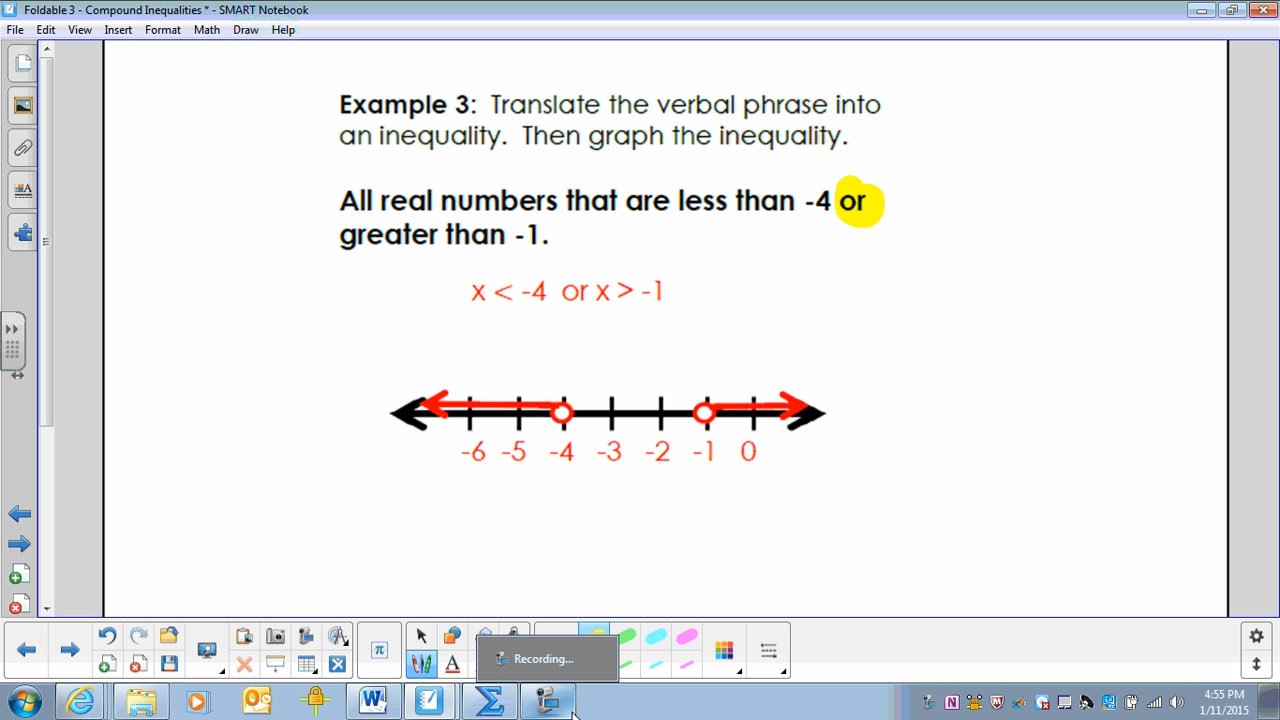 Foldable 3 - Compound Inequalities * - SMART Notebook
File Edit View Insert Format Math Draw Help
Example 3: Translate the verbal phrase into
an inequality. Then graph the inequality.
All real numbers that are less than -4 or
greater than -1.
x < -4 or x > -1
-6 -5 -4 -3 -2 -1 0
Recording...
4:55 PM
1/11/2015